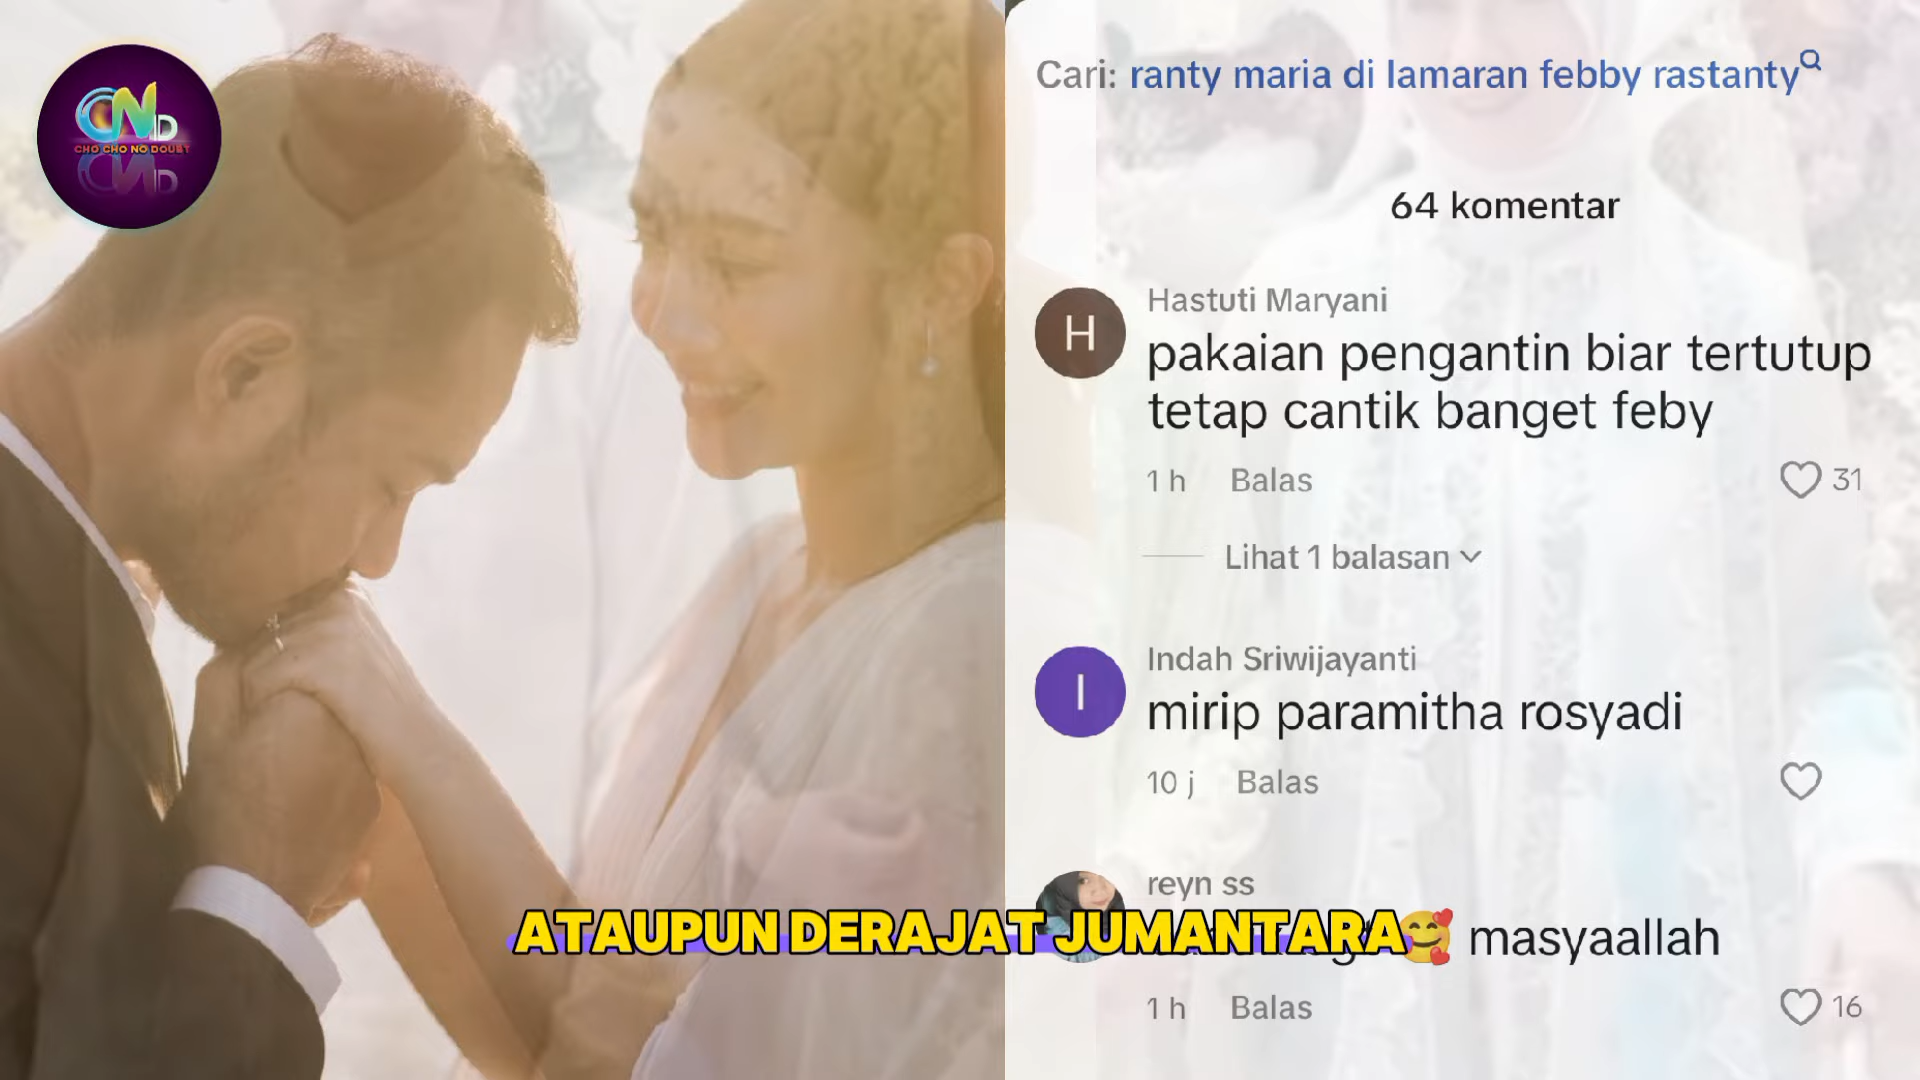 CND
CHO CHO NO DOUBT
Cari: ranty maria di lamaran febby rastanty
64 komentar
H
Hastuti Maryani
pakaian pengantin biar tertutup
tetap cantik banget feby
1 h Balas 31
Lihat 1 balasan
I
Indah Sriwijayanti
mirip paramitha rosyadi
10 j Balas
reyn ss
🥰 masyaallah
ATAUPUN DERAJAT JUMANTARA
1 h Balas 16